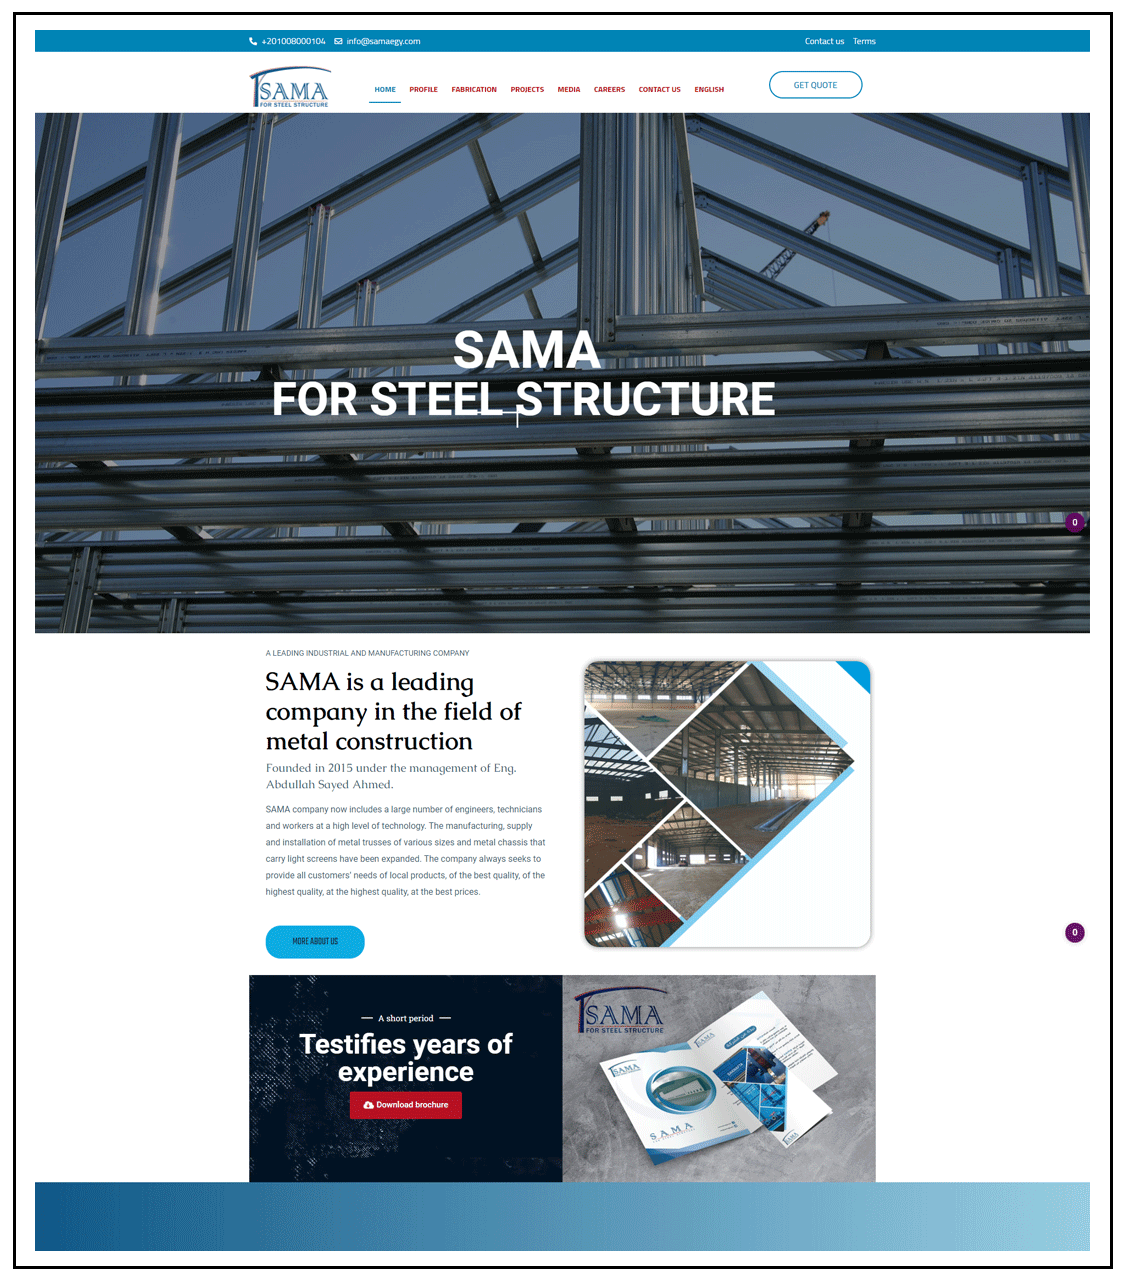 +201008000104 info@samaegy.com Contact us Terms
SAMA
FOR STEEL STRUCTURE
HOME PROFILE FABRICATION PROJECTS MEDIA CAREERS CONTACT US ENGLISH
GET QUOTE
SAMA
FOR STEEL STRUCTURE
0
A LEADING INDUSTRIAL AND MANUFACTURING COMPANY
SAMA is a leading
company in the field of
metal construction
Founded in 2015 under the management of Eng.
Abdullah Sayed Ahmed.
SAMA company now includes a large number of engineers, technicians
and workers at a high level of technology. The manufacturing, supply
and installation of metal trusses of various sizes and metal chassis that
carry light screens have been expanded. The company always seeks to
provide all customers' needs of local products, of the best quality, of the
highest quality, at the highest quality, at the best prices.
MORE ABOUT US
0
A short period
Testifies years of
experience
Download brochure
SAMA
FOR STEEL STRUCTURE
SAMA
SAMA
SAMA
SAMA